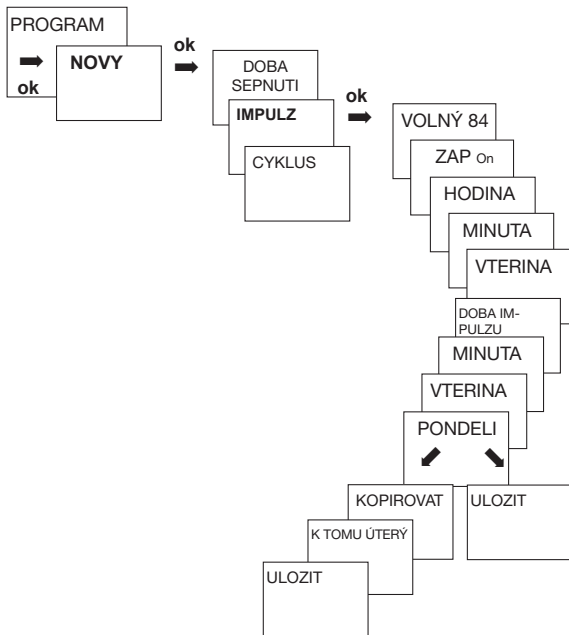 PROGRAM
ok
NOVY
ok
DOBA
SEPNUTI
IMPULZ
CYKLUS
ok
VOLNÝ 84
ZAP On
HODINA
MINUTA
VTERINA
DOBA IM-
PULZU
MINUTA
VTERINA
PONDELI
KOPIROVAT
ULOZIT
K TOMU ÚTERÝ
ULOZIT